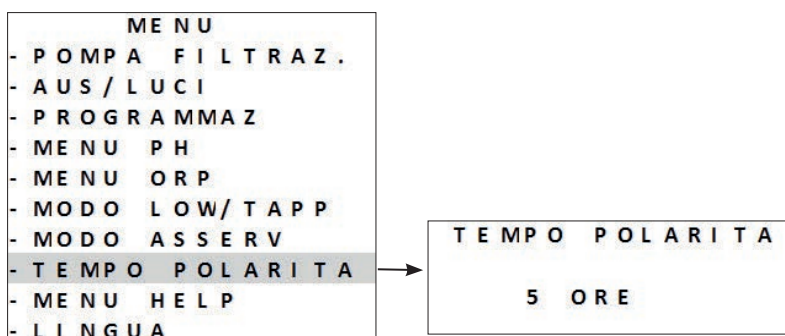 MENU
- POMPA FILTRAZ.
- AUS/LUCI
- PROGRAMMAZ
- MENU PH
- MENU ORP
- MODO LOW/TAPP
- MODO ASSERV
- TEMPO POLARITA
- MENU HELP
- LINGUA
TEMPO POLARITA
5 ORE